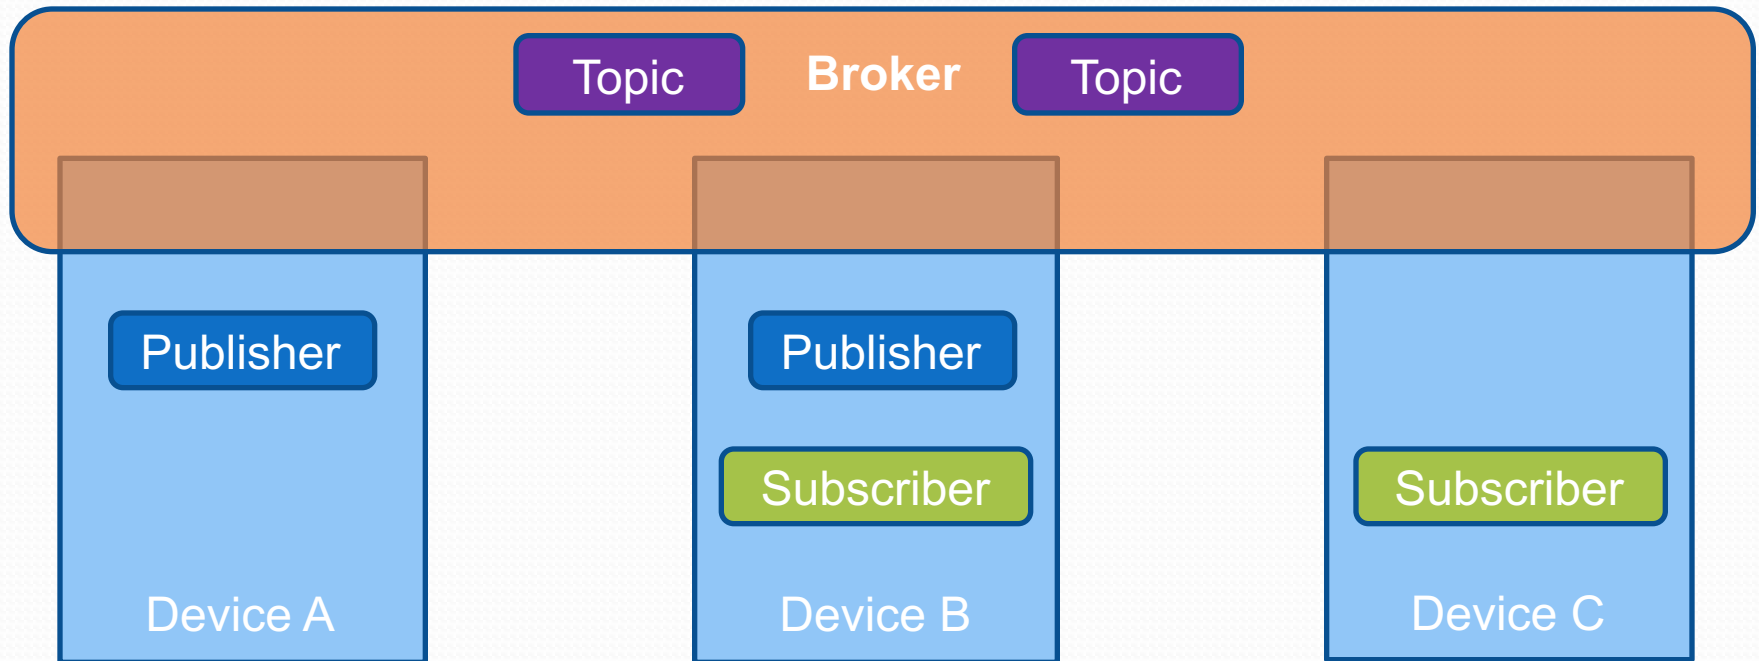 Topic Broker Topic
Publisher Publisher
Subscriber Subscriber
Device A Device B Device C